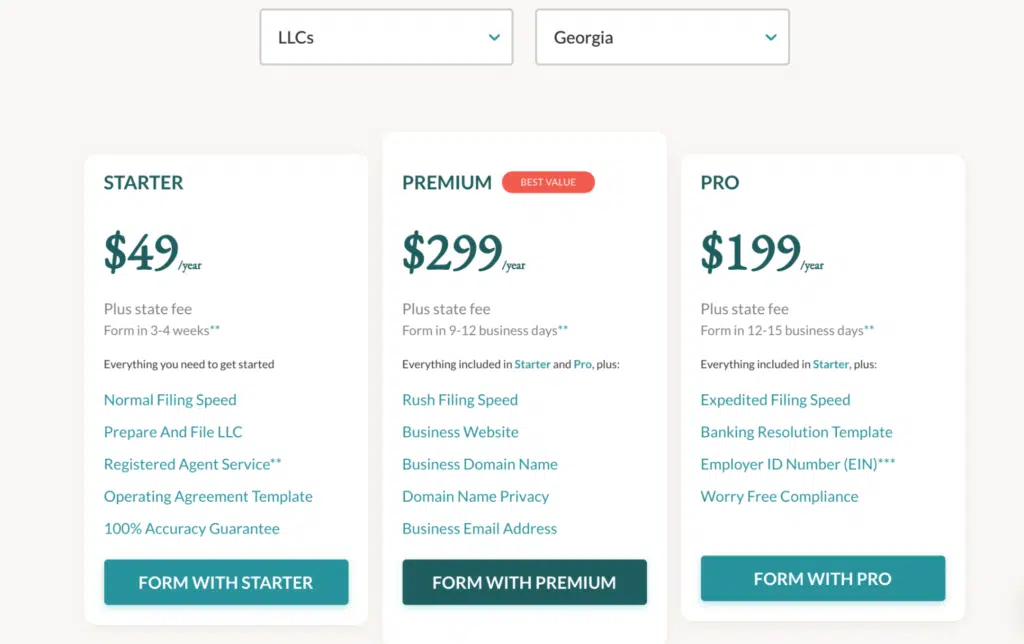 LLCs
Georgia
STARTER
$49/year
Plus state fee
Form in 3-4 weeks**
Everything you need to get started
Normal Filing Speed
Prepare And File LLC
Registered Agent Service**
Operating Agreement Template
100% Accuracy Guarantee
FORM WITH STARTER
PREMIUM
BEST VALUE
$299/year
Plus state fee
Form in 9-12 business days**
Everything included in Starter and Pro, plus:
Rush Filing Speed
Business Website
Business Domain Name
Domain Name Privacy
Business Email Address
FORM WITH PREMIUM
PRO
$199/year
Plus state fee
Form in 12-15 business days**
Everything included in Starter, plus:
Expedited Filing Speed
Banking Resolution Template
Employer ID Number (EIN)***
Worry Free Compliance
FORM WITH PRO